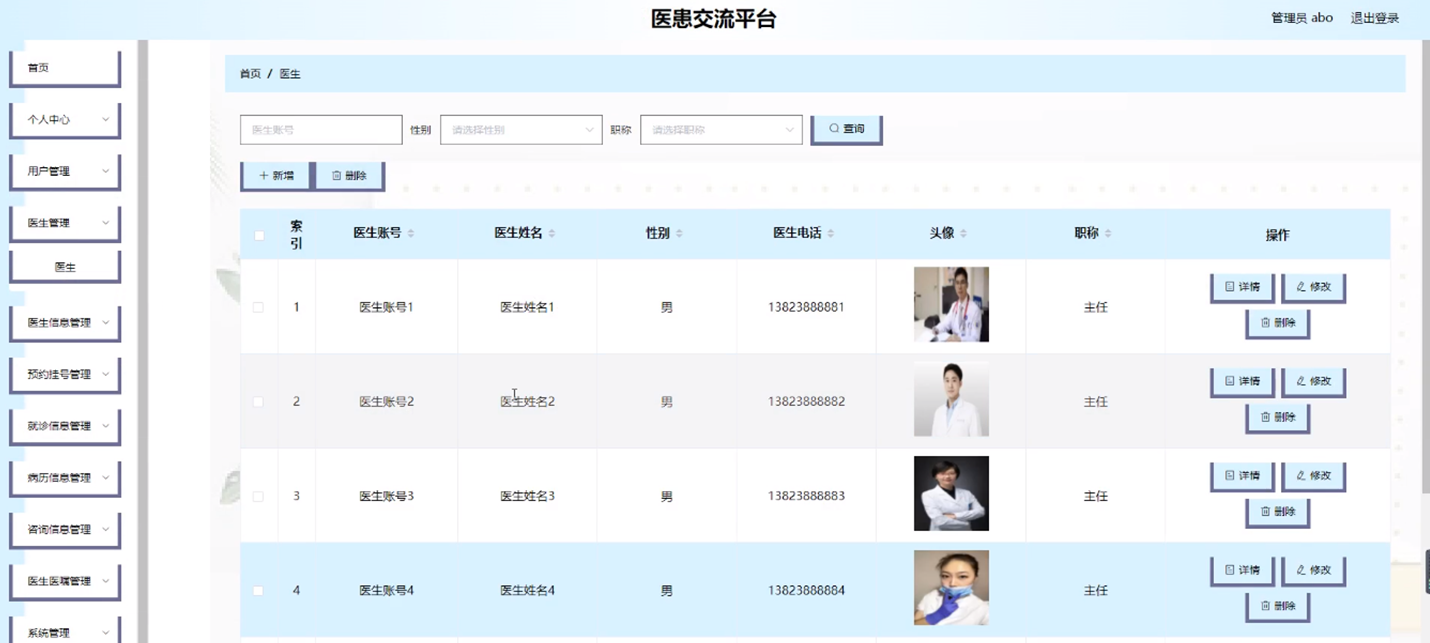 医患交流平台
管理员 abo 退出登录
首页
个人中心
用户管理
医生管理
医生
医生信息管理
预约挂号管理
就诊信息管理
病历信息管理
咨询信息管理
医生医嘱管理
系统管理
首页 / 医生
医生账号 性别 请选择性别 职称 请选择职称 查询
新增 删除
索引 医生账号 医生姓名 性别 医生电话 头像 职称 操作
1 医生账号1 医生姓名1 男 13823888881 主任 详情 修改
删除
2 医生账号2 医生姓名2 男 13823888882 主任 详情 修改
删除
3 医生账号3 医生姓名3 男 13823888883 主任 详情 修改
删除
4 医生账号4 医生姓名4 男 13823888884 主任 详情 修改
删除